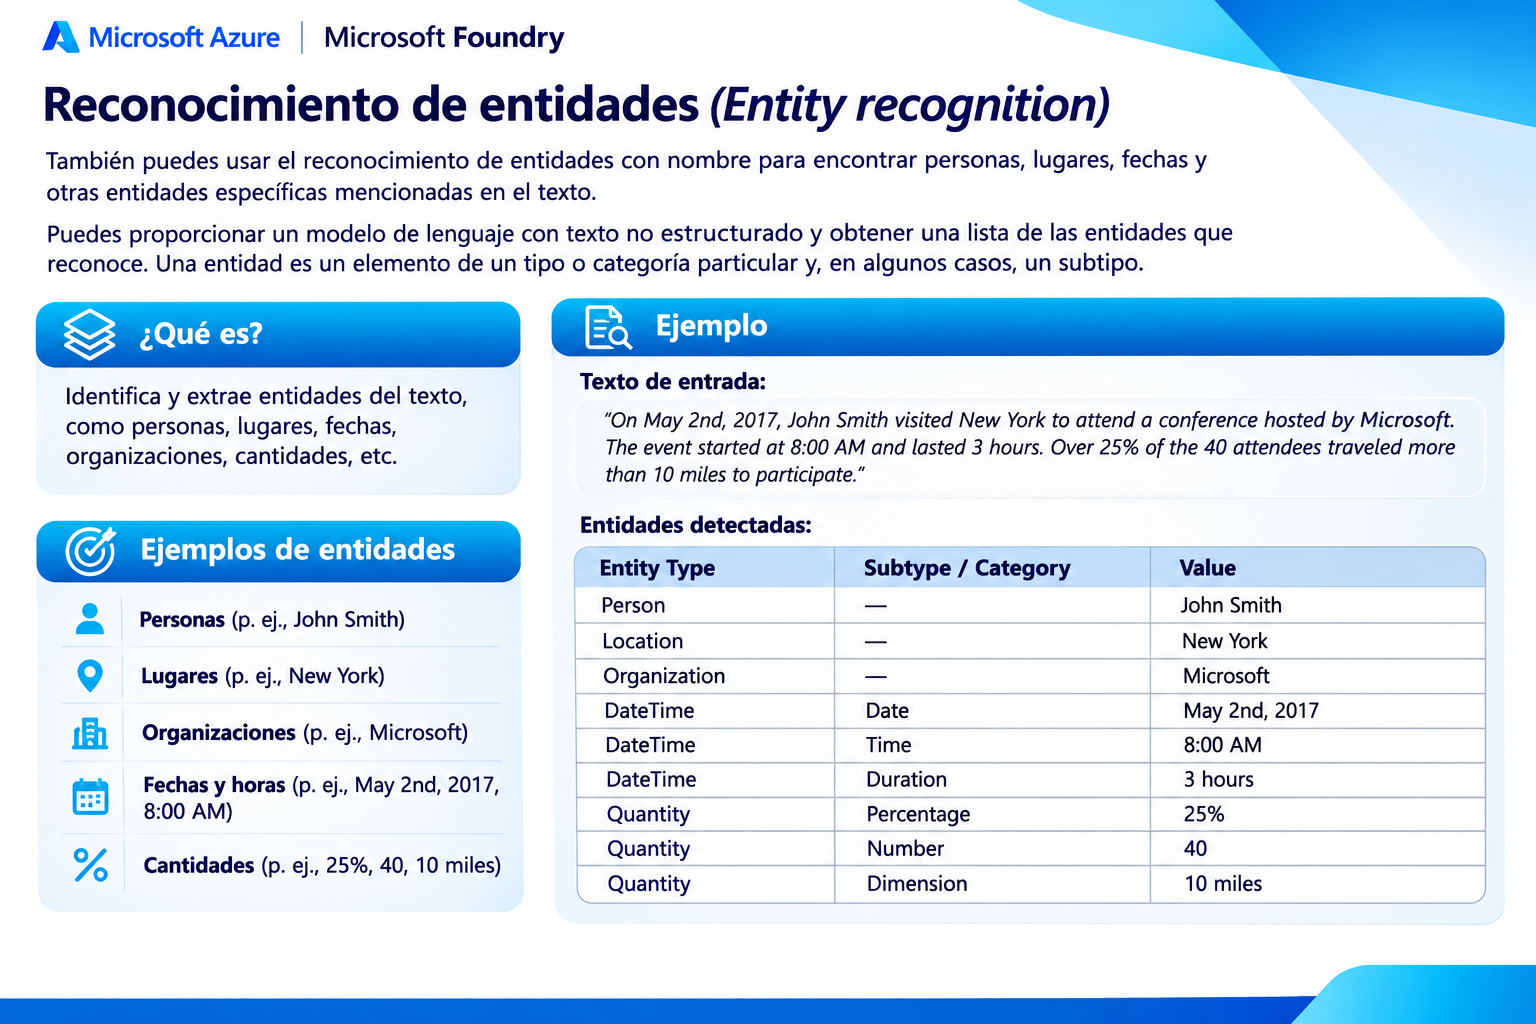 Microsoft Azure | Microsoft Foundry
Reconocimiento de entidades (Entity recognition)
También puedes usar el reconocimiento de entidades con nombre para encontrar personas, lugares, fechas y
otras entidades específicas mencionadas en el texto.
Puedes proporcionar un modelo de lenguaje con texto no estructurado y obtener una lista de las entidades que
reconoce. Una entidad es un elemento de un tipo o categoría particular y, en algunos casos, un subtipo.
¿Qué es?
Identifica y extrae entidades del texto,
como personas, lugares, fechas,
organizaciones, cantidades, etc.
Ejemplos de entidades
Personas (p. ej., John Smith)
Lugares (p. ej., New York)
Organizaciones (p. ej., Microsoft)
Fechas y horas (p. ej., May 2nd, 2017,
8:00 AM)
Cantidades (p. ej., 25%, 40, 10 miles)
Ejemplo
Texto de entrada:
“On May 2nd, 2017, John Smith visited New York to attend a conference hosted by Microsoft.
The event started at 8:00 AM and lasted 3 hours. Over 25% of the 40 attendees traveled more
than 10 miles to participate.“
Entidades detectadas:
Entity Type Subtype / Category Value
Person — John Smith
Location — New York
Organization — Microsoft
DateTime Date May 2nd, 2017
DateTime Time 8:00 AM
DateTime Duration 3 hours
Quantity Percentage 25%
Quantity Number 40
Quantity Dimension 10 miles